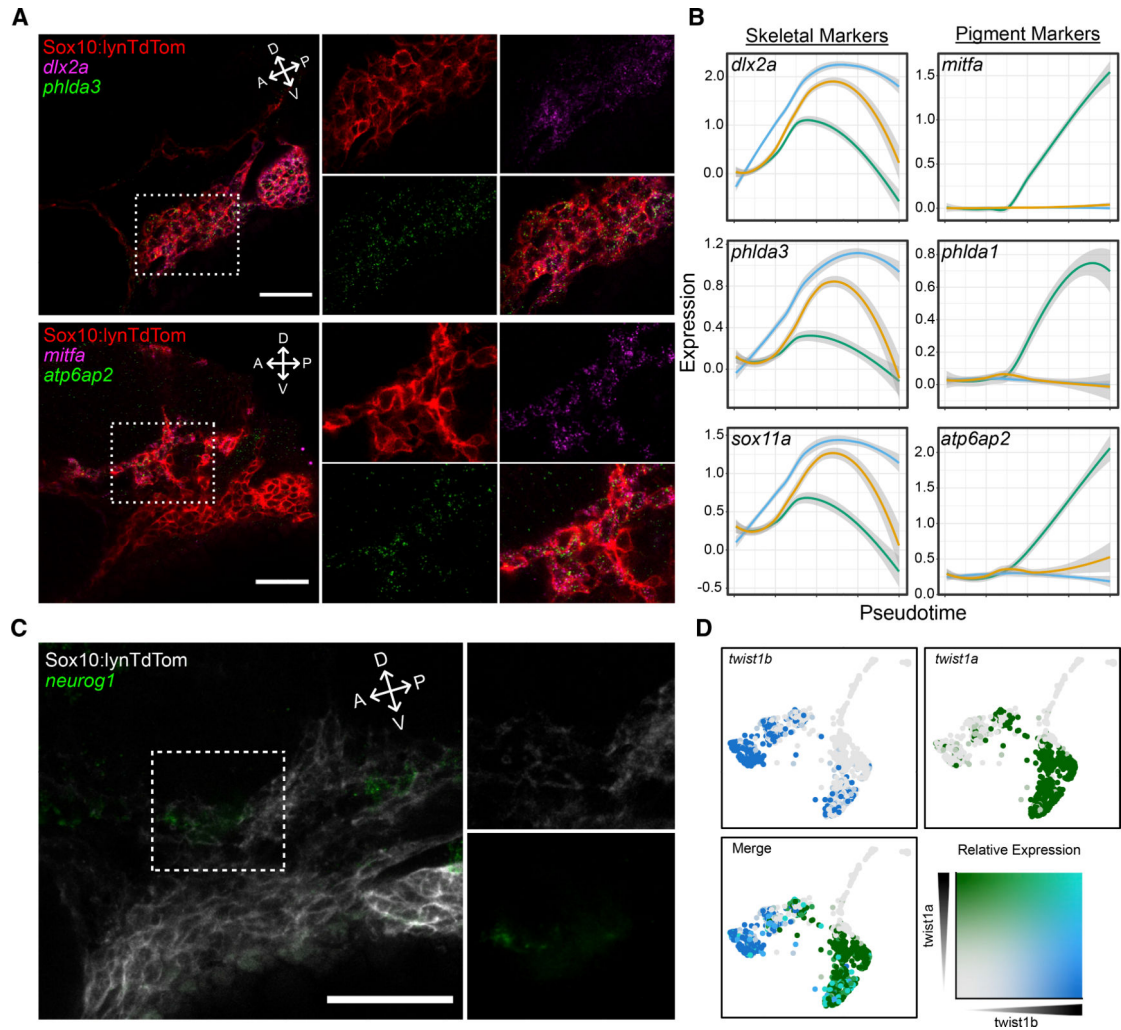 A
Sox10:lynTdTom
dlx2a
phlda3
D
A
P
V
Sox10:lynTdTom
mitfa
atp6ap2
D
A
P
V
B
Skeletal Markers
Pigment Markers
dlx2a
2.0
1.0
0.0
mitfa
1.5
1.0
0.5
0.0
Expression
phlda3
1.2
0.8
0.4
0.0
phlda1
0.8
0.6
0.4
0.2
0.0
sox11a
1.5
1.0
0.5
0.0
-0.5
atp6ap2
2.0
1.5
1.0
0.5
0.0
Pseudotime
C
Sox10:lynTdTom
neurog1
D
A
P
V
D
twist1b
twist1a
Merge
Relative Expression
twist1a
twist1b